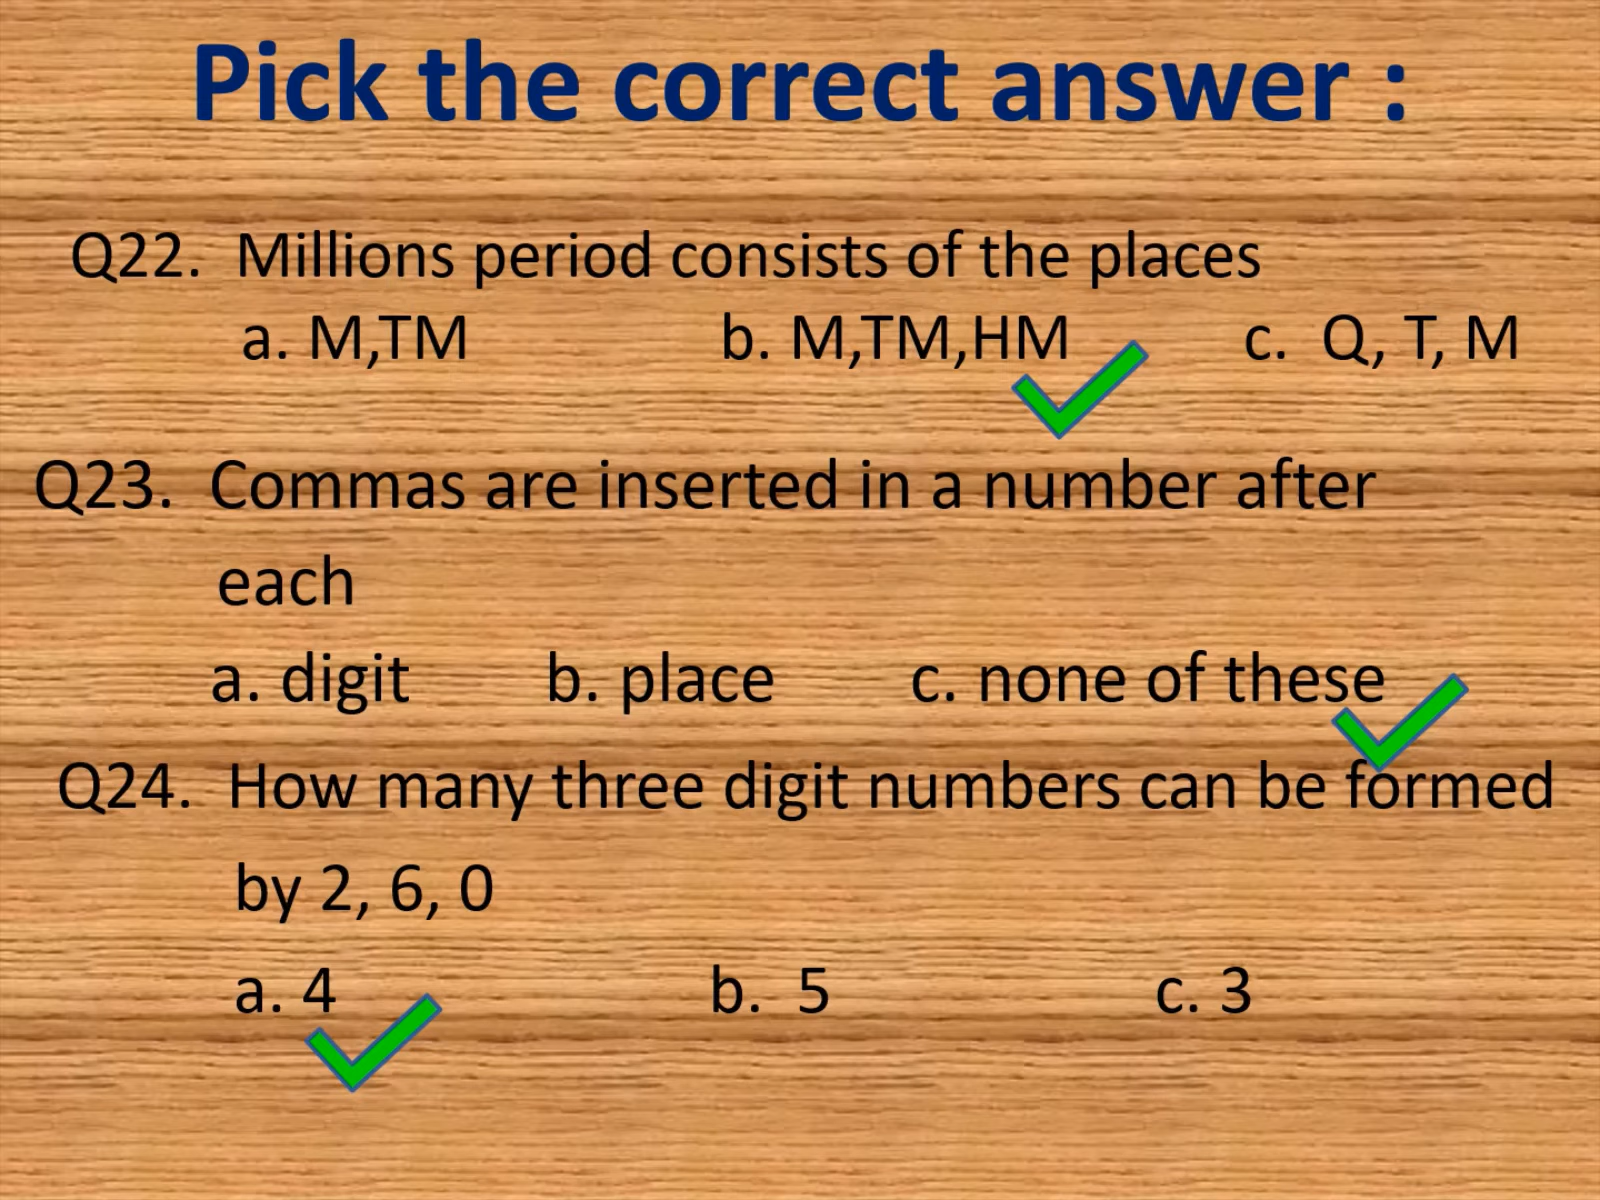 Pick the correct answer :
Q22. Millions period consists of the places
a. M,TM b. M,TM,HM c. Q, T, M
Q23. Commas are inserted in a number after
each
a. digit b. place c. none of these
Q24. How many three digit numbers can be formed
by 2, 6, 0
a. 4 b. 5 c. 3